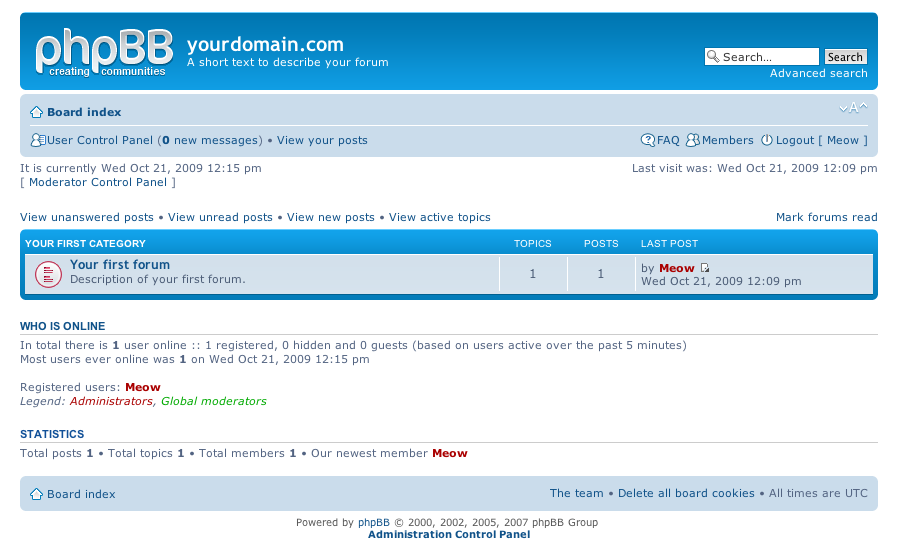 phpBB
creating communities
yourdomain.com
A short text to describe your forum
Search... Search
Advanced search
Board index
A
User Control Panel (0 new messages) • View your posts
FAQ Members Logout [ Meow ]
It is currently Wed Oct 21, 2009 12:15 pm
Last visit was: Wed Oct 21, 2009 12:09 pm
[ Moderator Control Panel ]
View unanswered posts • View unread posts • View new posts • View active topics
Mark forums read
YOUR FIRST CATEGORY TOPICS POSTS LAST POST
Your first forum
Description of your first forum.
1 1
by Meow
Wed Oct 21, 2009 12:09 pm
WHO IS ONLINE
In total there is 1 user online :: 1 registered, 0 hidden and 0 guests (based on users active over the past 5 minutes)
Most users ever online was 1 on Wed Oct 21, 2009 12:15 pm
Registered users: Meow
Legend: Administrators, Global moderators
STATISTICS
Total posts 1 • Total topics 1 • Total members 1 • Our newest member Meow
Board index
The team • Delete all board cookies • All times are UTC
Powered by phpBB © 2000, 2002, 2005, 2007 phpBB Group
Administration Control Panel